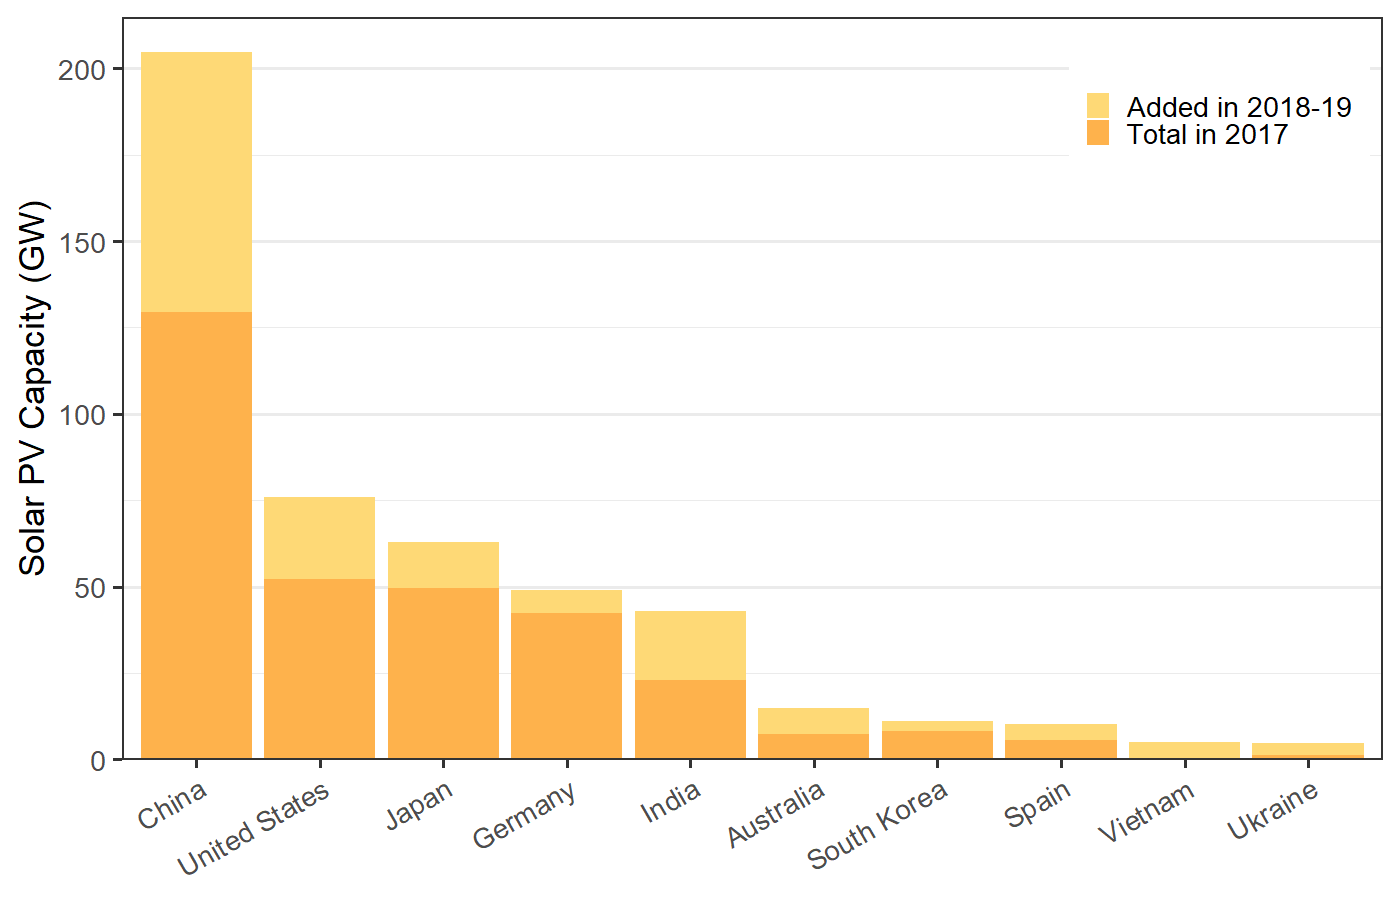 Solar PV Capacity (GW)
200
150
100
50
0
Added in 2018-19
Total in 2017
China
United States
Japan
Germany
India
Australia
South Korea
Spain
Vietnam
Ukraine